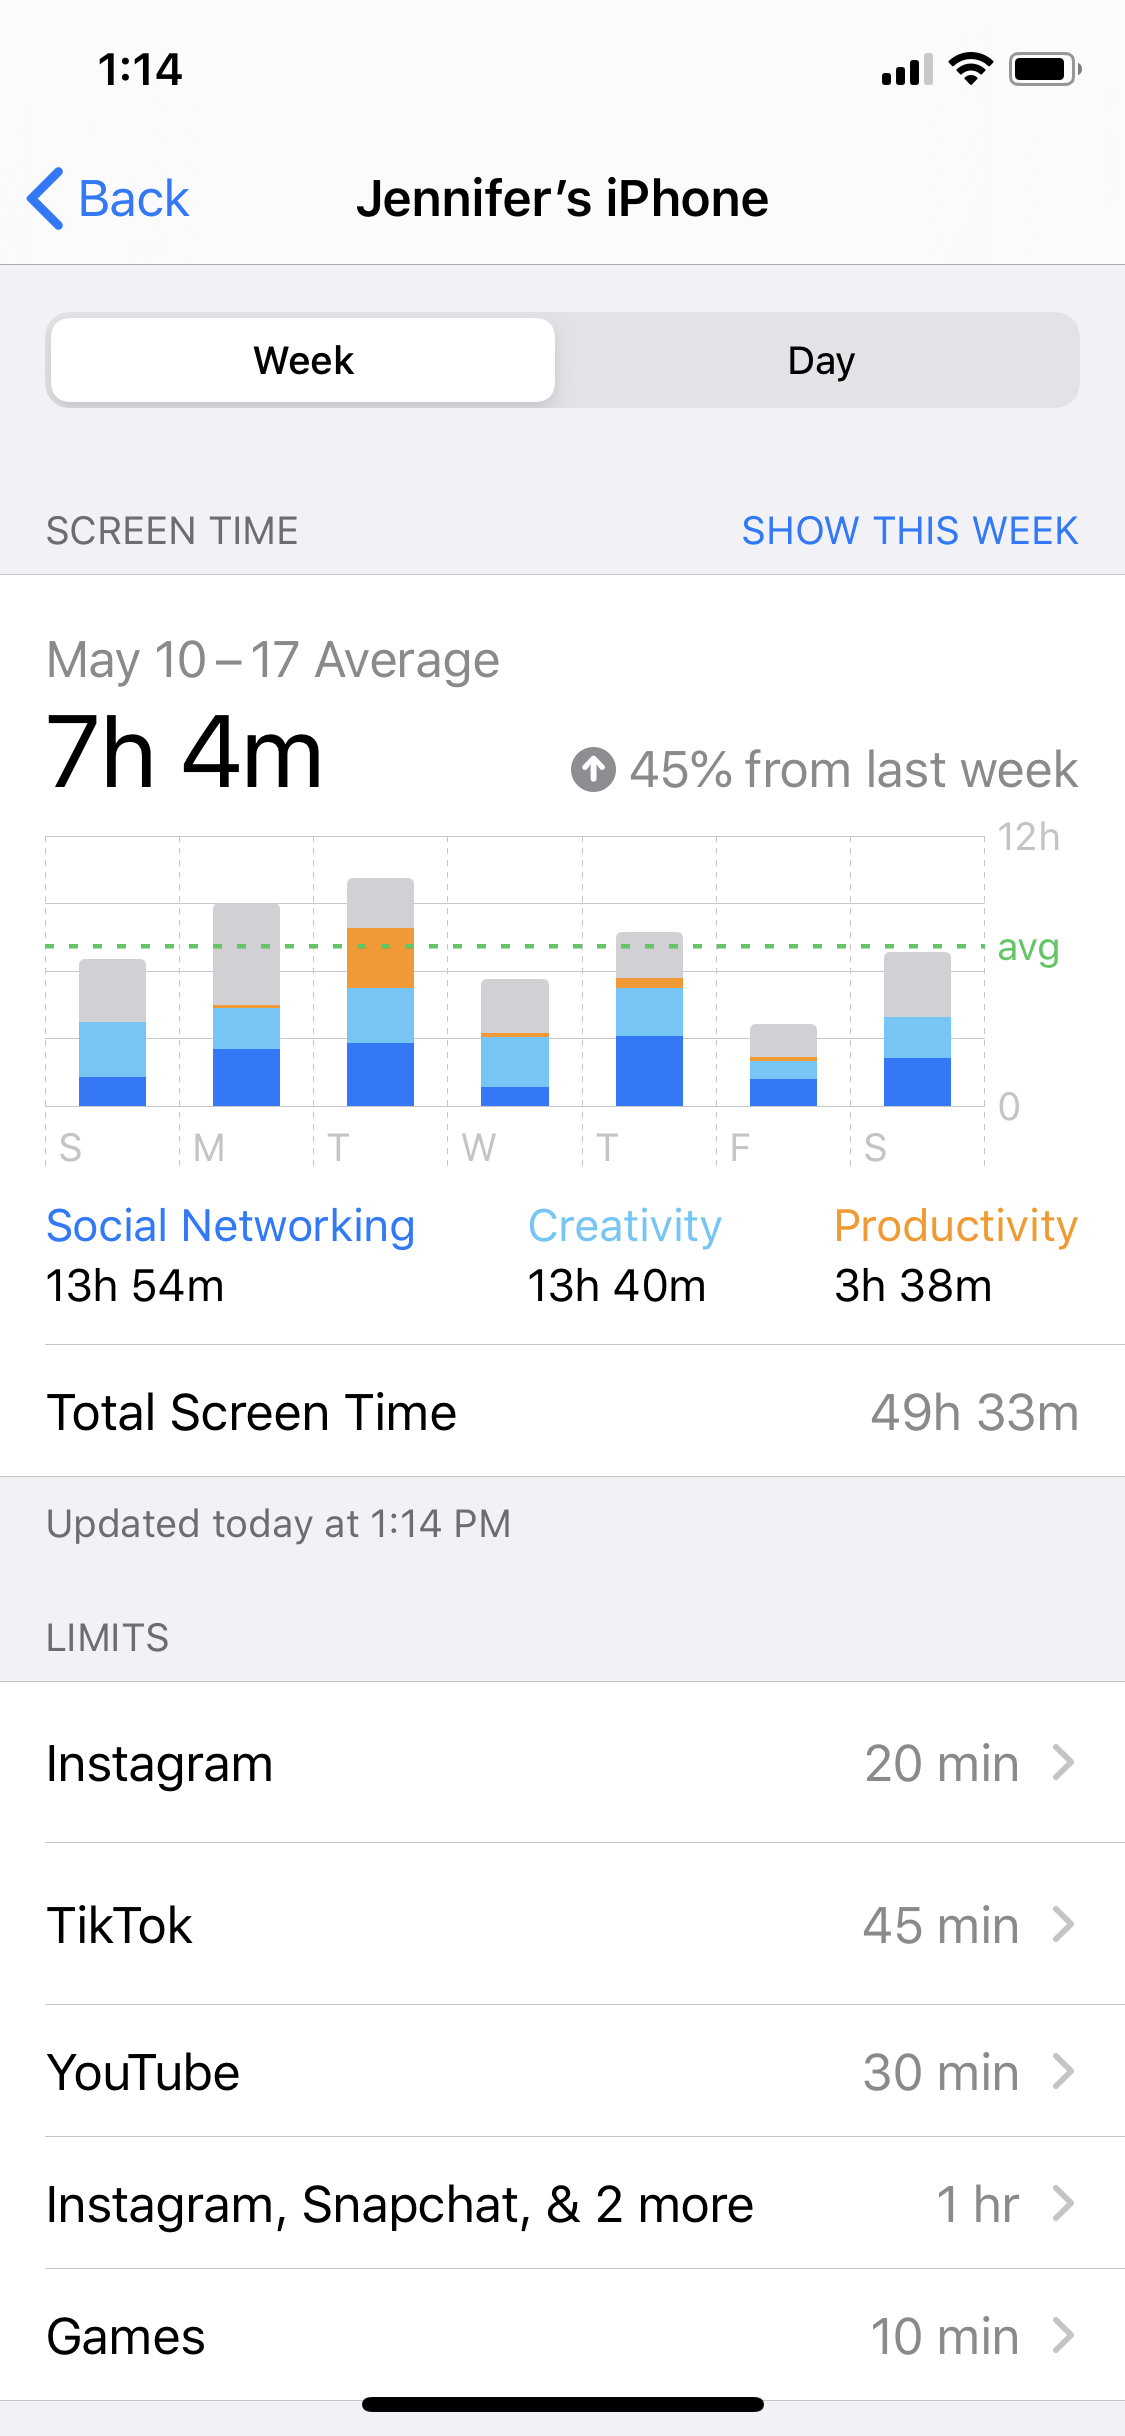 1:14
Back
Jennifer’s iPhone
Week
Day
SCREEN TIME
SHOW THIS WEEK
May 10 – 17 Average
7h 4m
45% from last week
12h
avg
0
S M T W T F S
Social Networking
Creativity
Productivity
13h 54m
13h 40m
3h 38m
Total Screen Time
49h 33m
Updated today at 1:14 PM
LIMITS
Instagram
20 min
TikTok
45 min
YouTube
30 min
Instagram, Snapchat, & 2 more
1 hr
Games
10 min